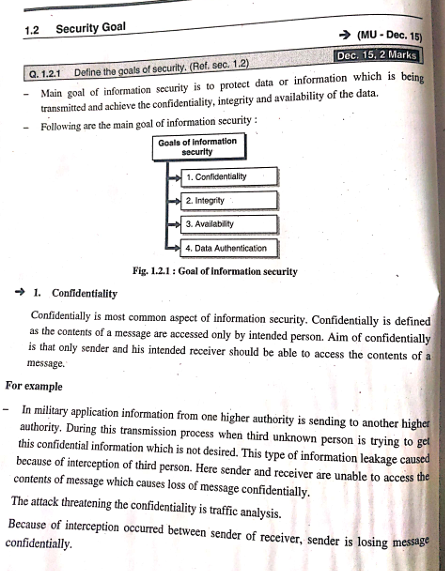 1.2 Security Goal
→ (MU - Dec. 15)
Q. 1.2.1 Define the goals of security. (Ref. sec. 1.2) Dec. 15, 2 Marks
– Main goal of information security is to protect data or information which is being
transmitted and achieve the confidentiality, integrity and availability of the data.
– Following are the main goal of information security :
Goals of information
security
1. Confidentiality
2. Integrity
3. Availability
4. Data Authentication
Fig. 1.2.1 : Goal of information security
→ 1. Confidentiality
Confidentially is most common aspect of information security. Confidentially is defined
as the contents of a message are accessed only by intended person. Aim of confidentially
is that only sender and his intended receiver should be able to access the contents of a
message.
For example
– In military application information from one higher authority is sending to another higher
authority. During this transmission process when third unknown person is trying to get
this confidential information which is not desired. This type of information leakage caused
because of interception of third person. Here sender and receiver are unable to access the
contents of message which causes loss of message confidentially.
The attack threatening the confidentiality is traffic analysis.
Because of interception occurred between sender of receiver, sender is losing message
confidentially.